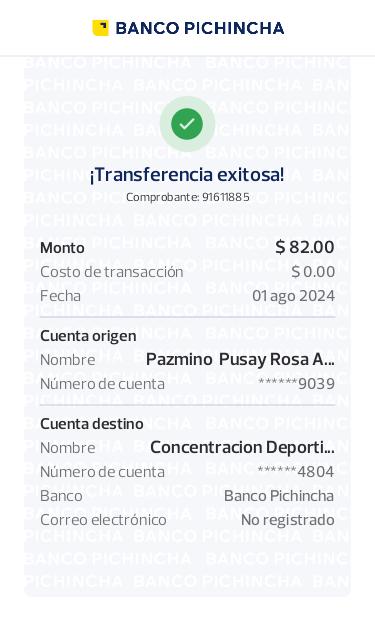 BANCO PICHINCHA
¡Transferencia exitosa!
Comprobante: 91611885
Monto $ 82.00
Costo de transacción $ 0.00
Fecha 01 ago 2024
Cuenta origen
Nombre Pazmino Pusay Rosa A...
Número de cuenta ******9039
Cuenta destino
Nombre Concentracion Deporti...
Número de cuenta ******4804
Banco Banco Pichincha
Correo electrónico No registrado